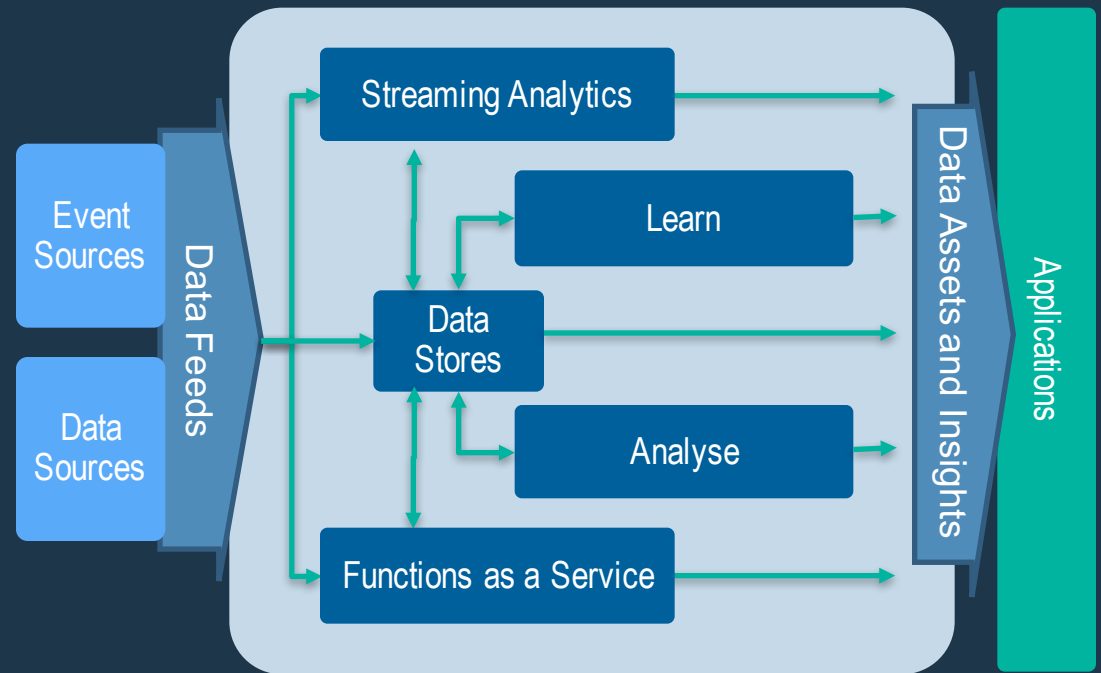 Event
Sources
Data
Sources
Data Feeds
Streaming Analytics
Learn
Data
Stores
Analyse
Functions as a Service
Data Assets and Insights
Applications